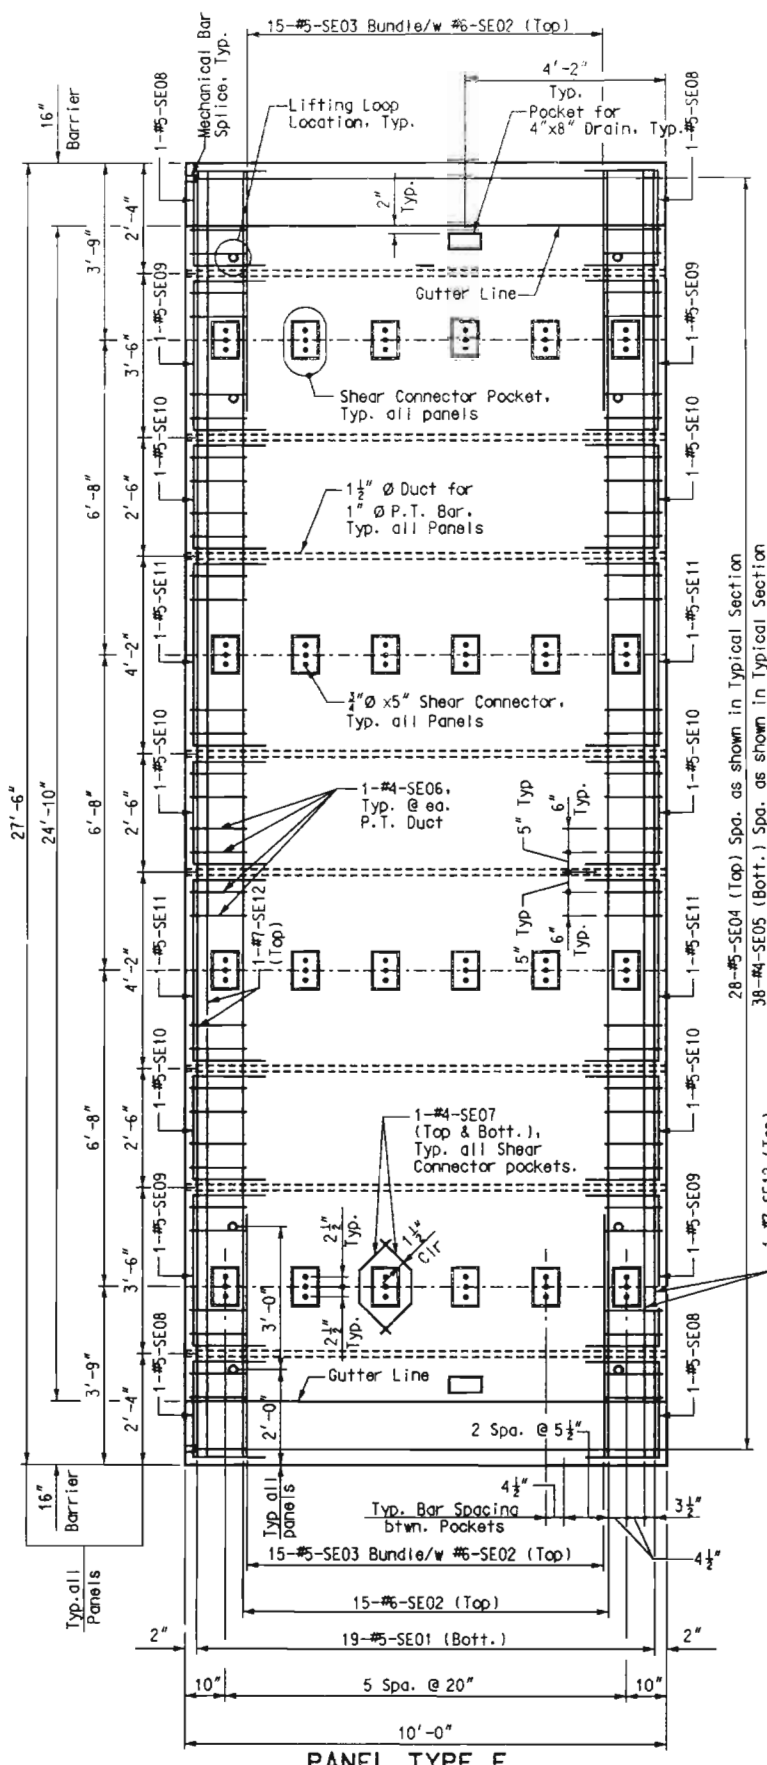 15-#5-SE03 Bundle/w #6-SE02 (Top)
4'-2"
Typ.
Mechanical Bar
Splice, Typ.
1-#5-SE08
16"
Barrier
Lifting Loop
Location, Typ.
Pocket for
4"x8" Drain, Typ.
1-#5-SE08
2"
Typ.
2'-4"
3'-9"
Gutter Line
1-#5-SE09
1-#5-SE09
3'-6"
Shear Connector Pocket,
Typ. all panels
1-#5-SE10
1-#5-SE10
6'-8"
2'-6"
1½" Ø Duct for
1" Ø P.T. Bar,
Typ. all Panels
1-#5-SE11
1-#5-SE11
4'-2"
¾"Ø x5" Shear Connector,
Typ. all Panels
1-#5-SE10
1-#5-SE10
28-#5-SE04 (Top) Spa. as shown in Typical Section
38-#4-SE05 (Bott.) Spa. as shown in Typical Section
27'-6"
24'-10"
6'-8"
2'-6"
1-#4-SE06,
Typ. @ ea.
P.T. Duct
5" Typ
6"
Typ.
5" Typ
6"
Typ.
1-#7-SE12
(Top)
1-#5-SE11
1-#5-SE11
4'-2"
1-#5-SE10
1-#5-SE10
6'-8"
2'-6"
1-#4-SE07
(Top & Bott.),
Typ. all Shear
Connector pockets.
1-#5-SE09
1-#5-SE09
3'-6"
2½"
Typ.
1½"
Clr
2½"
Typ.
3'-0"
1-#5-SE08
1-#5-SE08
3'-9"
2'-4"
Gutter Line
2'-0"
2 Spa. @ 5½"
16"
Barrier
Typ all
panels
4½"
Typ. Bar Spacing
btwn. Pockets
3½"
4½"
15-#5-SE03 Bundle/w #6-SE02 (Top)
Typ.all
Panels
15-#6-SE02 (Top)
2"
19-#5-SE01 (Bott.)
2"
10"
5 Spa. @ 20"
10"
10'-0"
PANEL TYPE E